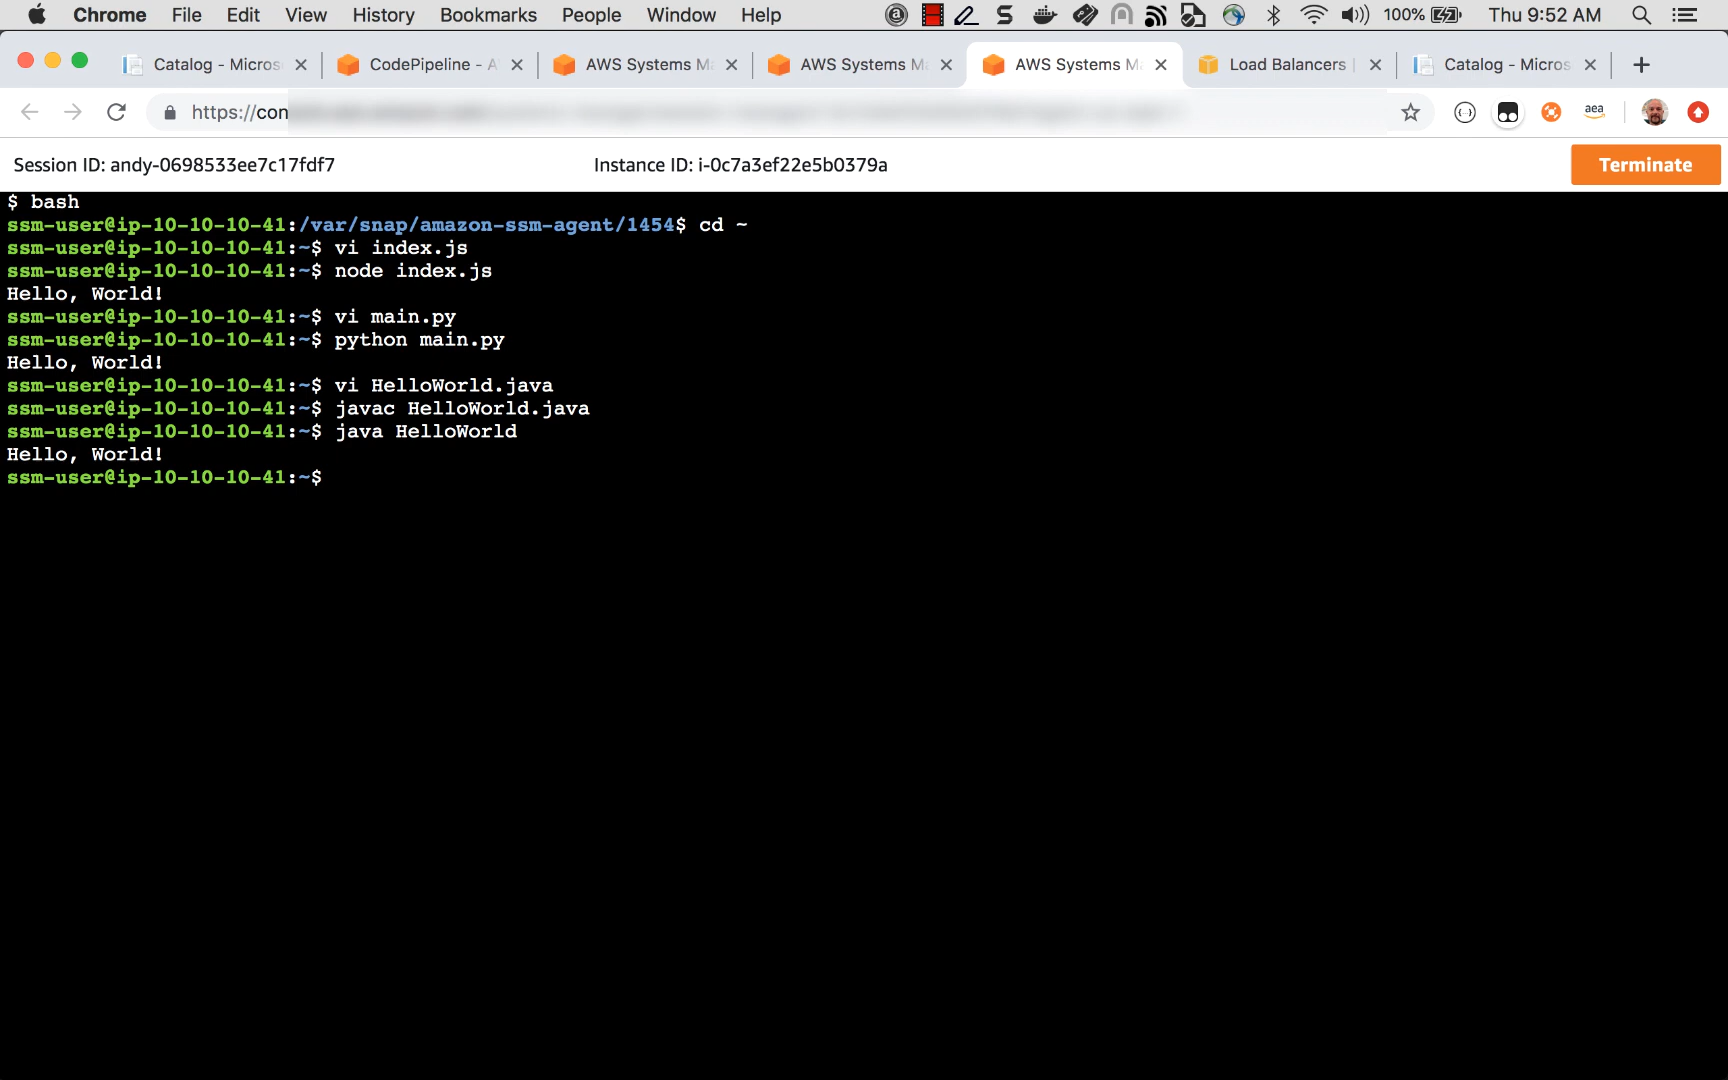 Chrome File Edit View History Bookmarks People Window Help 100% Thu 9:52 AM
Catalog - Micros CodePipeline - A AWS Systems Ma AWS Systems M AWS Systems M Load Balancers Catalog - Micros
https://con aea
Session ID: andy-0698533ee7c17fdf7 Instance ID: i-0c7a3ef22e5b0379a Terminate
$ bash
ssm-user@ip-10-10-10-41:/var/snap/amazon-ssm-agent/1454$ cd ~
ssm-user@ip-10-10-10-41:~$ vi index.js
ssm-user@ip-10-10-10-41:~$ node index.js
Hello, World!
ssm-user@ip-10-10-10-41:~$ vi main.py
ssm-user@ip-10-10-10-41:~$ python main.py
Hello, World!
ssm-user@ip-10-10-10-41:~$ vi HelloWorld.java
ssm-user@ip-10-10-10-41:~$ javac HelloWorld.java
ssm-user@ip-10-10-10-41:~$ java HelloWorld
Hello, World!
ssm-user@ip-10-10-10-41:~$